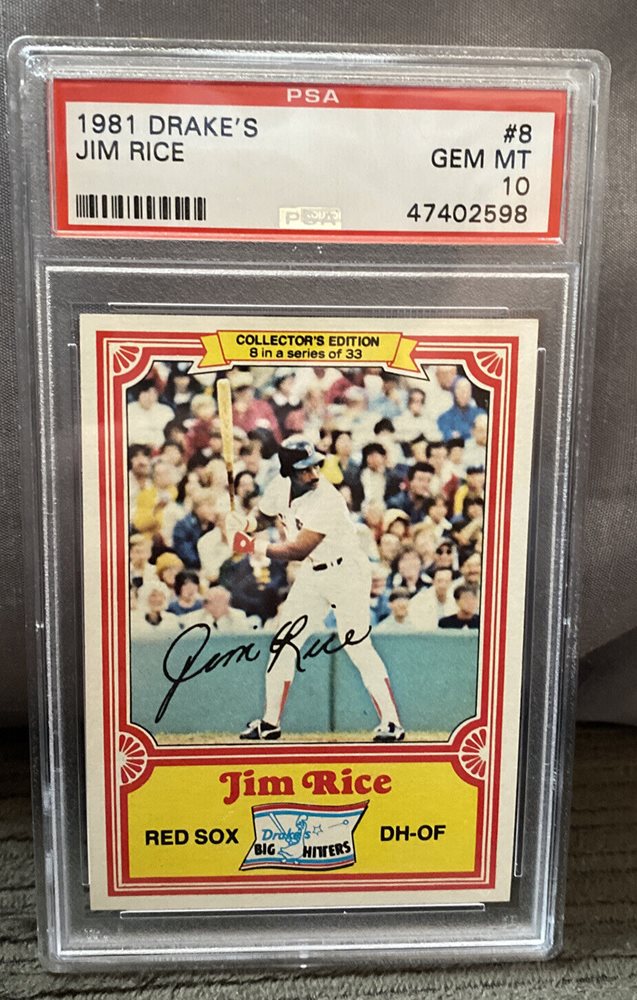 PSA
1981 DRAKE'S #8
JIM RICE GEM MT
10
47402598
PSA
COLLECTOR'S EDITION
8 in a series of 33
Jim Rice
Jim Rice
RED SOX Drake's DH-OF
BIG HITTERS